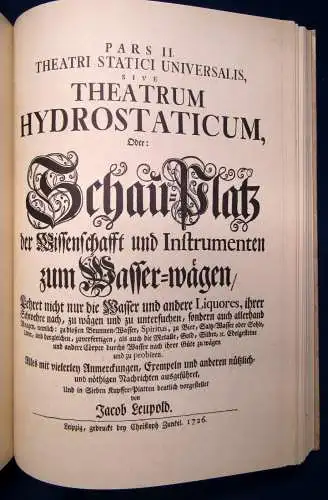 PARS II.
THEATRI STATICI UNIVERSALIS,
SIVE
THEATRUM
HYDROSTATICUM,
Oder:
Schau-Platz
der Wissenschafft und Instrumenten
zum Wasser-wägen/
Lehret nicht nur die Wasser und andere Liquores, ihrer
Schwehre nach, zu wägen und zu untersuchen, sondern auch allerhand
Waagen, nemlich: zu blossen Brunnen-Wasser, Spiritus, zu Bier, Saltz-Wasser oder Sohle,
und dergleichen, zuverfertigen, als auch die Metalle, Gold, Silber, ꝛc. Edelgesteine
und andere Cörper durchs Wasser nach ihrer Güte zu wägen
und zu probiren.
Alles mit vielerley Anmerckungen, Exempeln und anderen nützlich-
und nöthigen Nachrichten ausgeführet,
Und in Sieben Kupffer-Platten deutlich vorgestellet
von
Jacob Leupold.
Leipzig, gedruckt bey Christoph Zunkel. 1726.